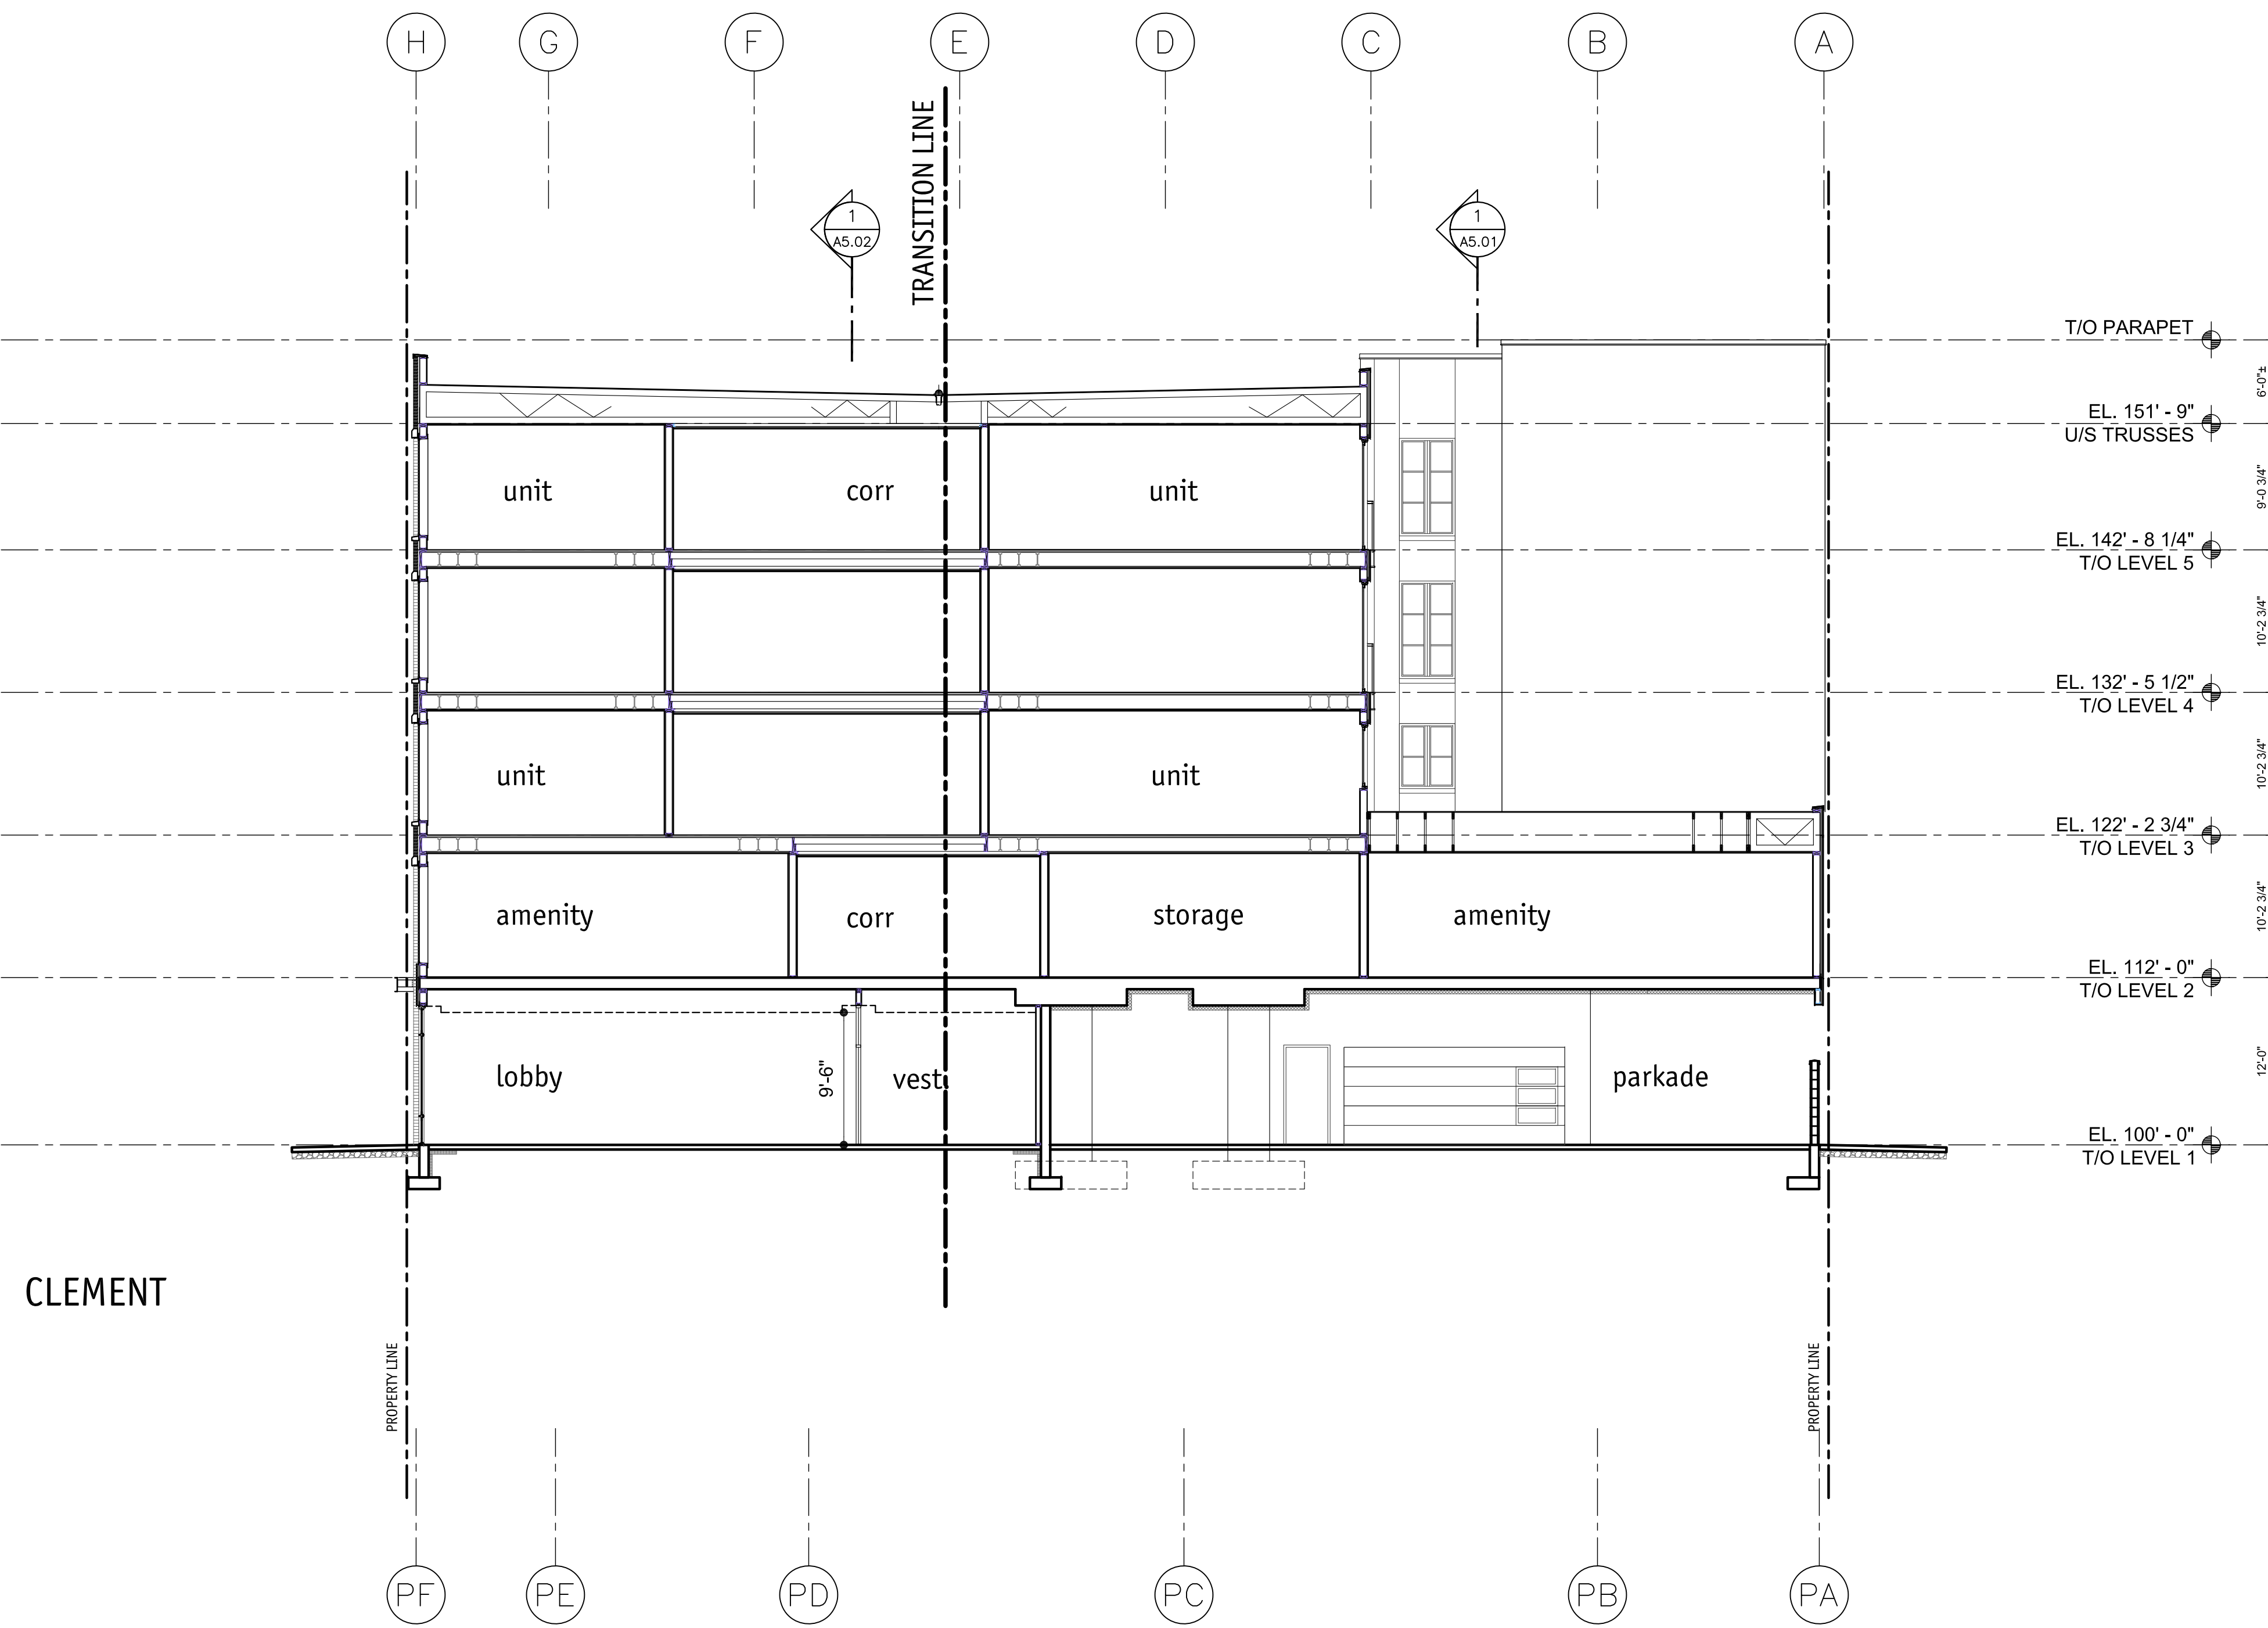 H G F E D C B A
TRANSITION LINE
1
A5.02
1
A5.01
T/O PARAPET
6'-0"±
EL. 151' - 9"
U/S TRUSSES
9'-0 3/4"
unit corr unit
EL. 142' - 8 1/4"
T/O LEVEL 5
10'-2 3/4"
EL. 132' - 5 1/2"
T/O LEVEL 4
10'-2 3/4"
unit unit
EL. 122' - 2 3/4"
T/O LEVEL 3
10'-2 3/4"
amenity corr storage amenity
EL. 112' - 0"
T/O LEVEL 2
12'-0"
lobby 9'-6" vest. parkade
EL. 100' - 0"
T/O LEVEL 1
CLEMENT
PROPERTY LINE
PROPERTY LINE
PF PE PD PC PB PA